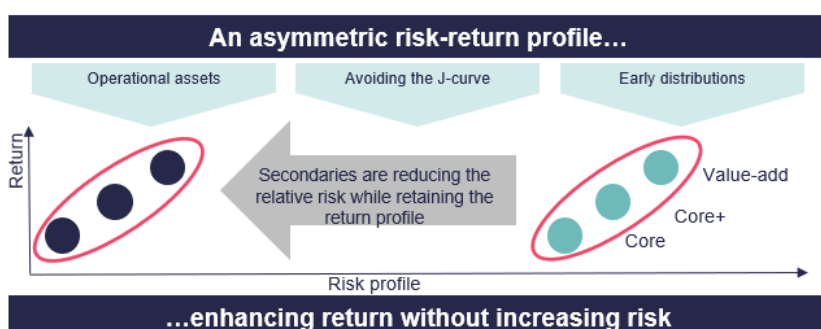 An asymmetric risk-return profile…
Operational assets
Avoiding the J-curve
Early distributions
Return
Secondaries are reducing the
relative risk while retaining the
return profile
Value-add
Core+
Core
Risk profile
…enhancing return without increasing risk